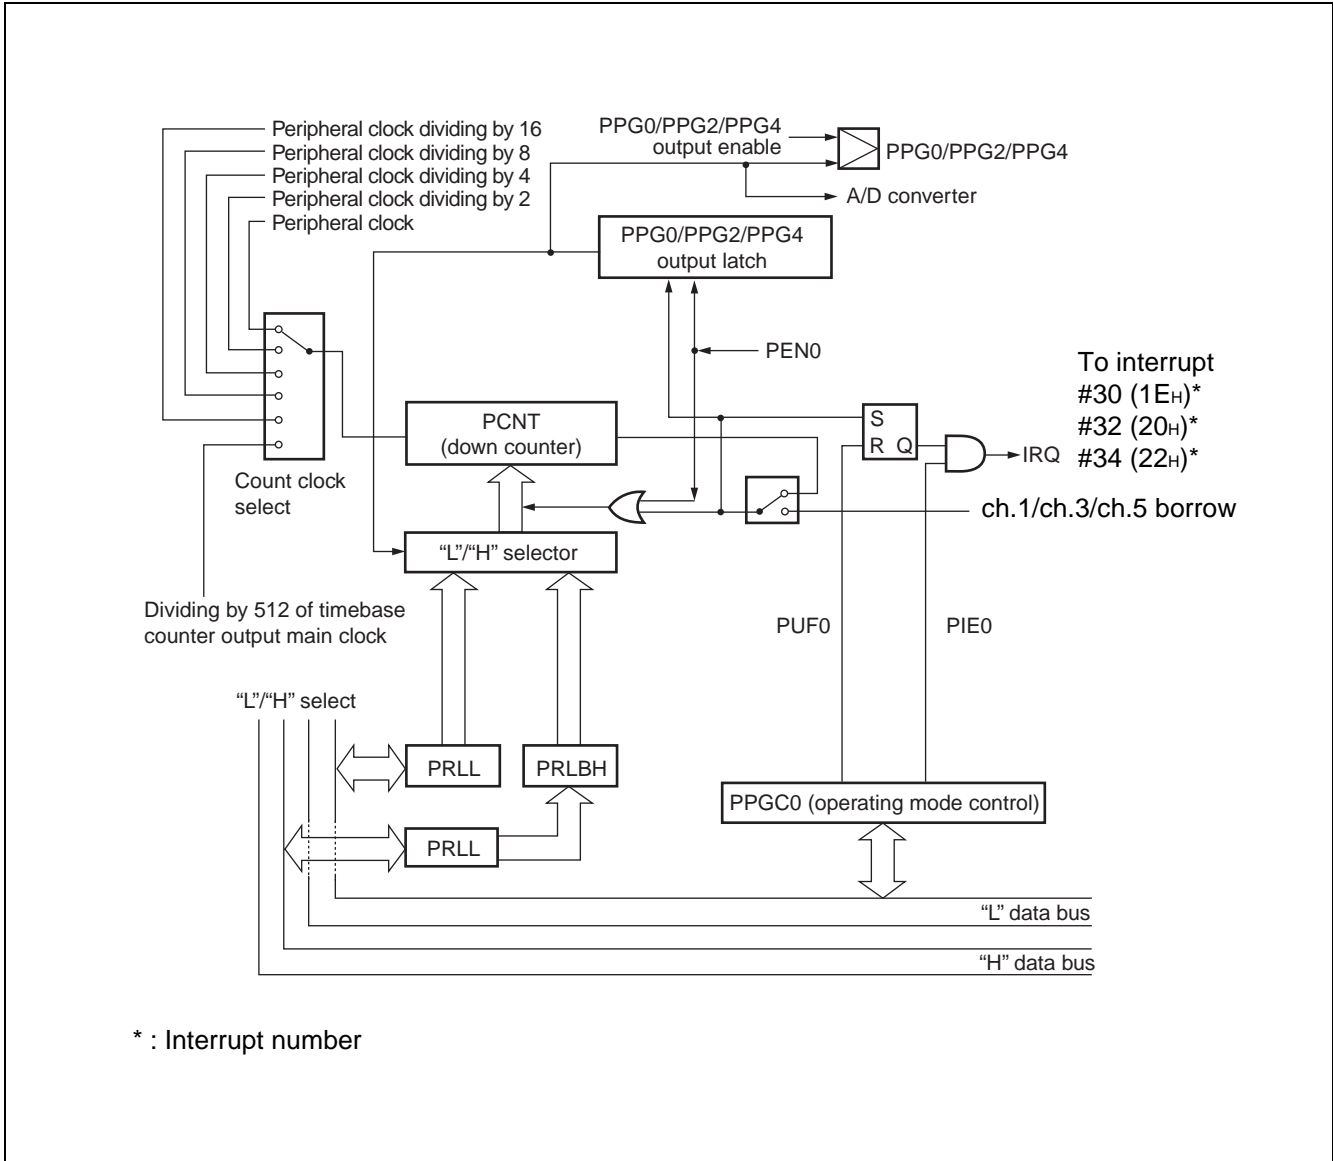 Peripheral clock dividing by 16
Peripheral clock dividing by 8
Peripheral clock dividing by 4
Peripheral clock dividing by 2
Peripheral clock
PPG0/PPG2/PPG4
output enable
PPG0/PPG2/PPG4
A/D converter
PPG0/PPG2/PPG4
output latch
PEN0
To interrupt
#30 (1EH)*
#32 (20H)*
#34 (22H)*
PCNT
(down counter)
S
R Q
IRQ
Count clock
select
ch.1/ch.3/ch.5 borrow
“L”/“H” selector
Dividing by 512 of timebase
counter output main clock
PUF0
PIE0
“L”/“H” select
PRLL
PRLBH
PPGC0 (operating mode control)
PRLL
“L” data bus
“H” data bus
* : Interrupt number